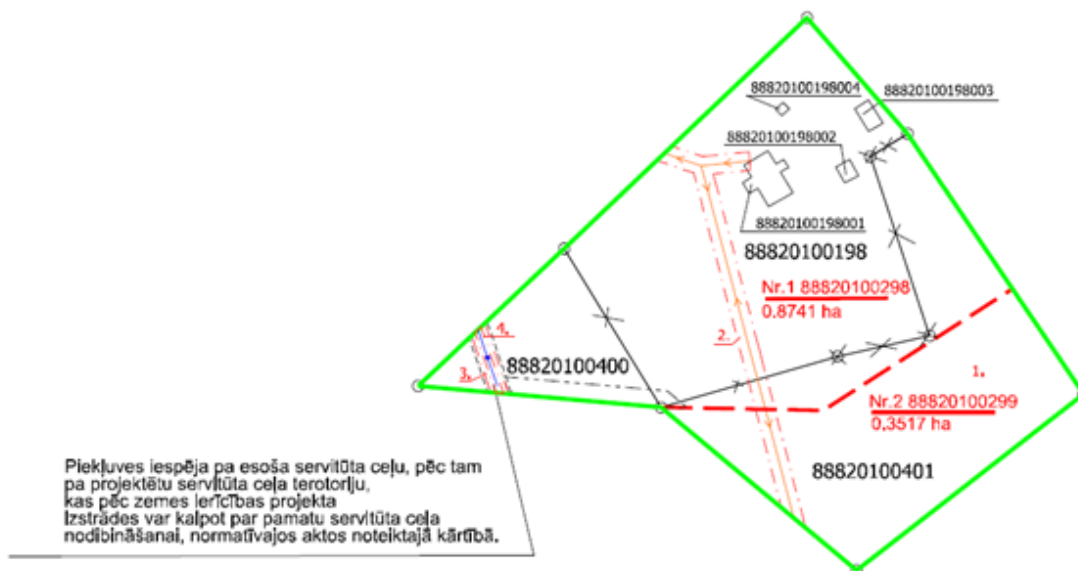 88820100198004
88820100198003
88820100198002
88820100198001
88820100198
Nr.1 88820100298
0.8741 ha
2.
4.
3.
88820100400
1.
Nr.2 88820100299
0.3517 ha
88820100401
Piekļuves iespēja pa esoša servitūta ceļu, pēc tam
pa projektētu servitūta ceļa terotoriju,
kas pēc zemes ierīcības projekta
Izstrādes var kalpot par pamatu servitūta ceļa
nodibināšanai, normatīvajos aktos noteiktajā kārtībā.